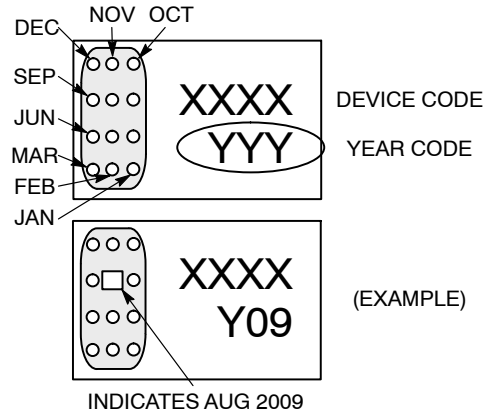 NOV OCT
DEC
SEP
JUN
MAR
FEB
JAN
XXXX
YYY
DEVICE CODE
YEAR CODE
XXXX
Y09
(EXAMPLE)
INDICATES AUG 2009